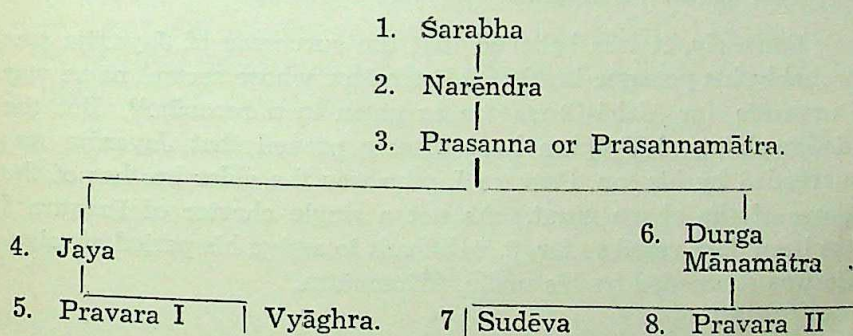 1. Śarabha
2. Narēndra
3. Prasanna or Prasannamātra.
4. Jaya
6. Durga
Mānamātra
5. Pravara I Vyāghra. 7 Sudēva 8. Pravara II